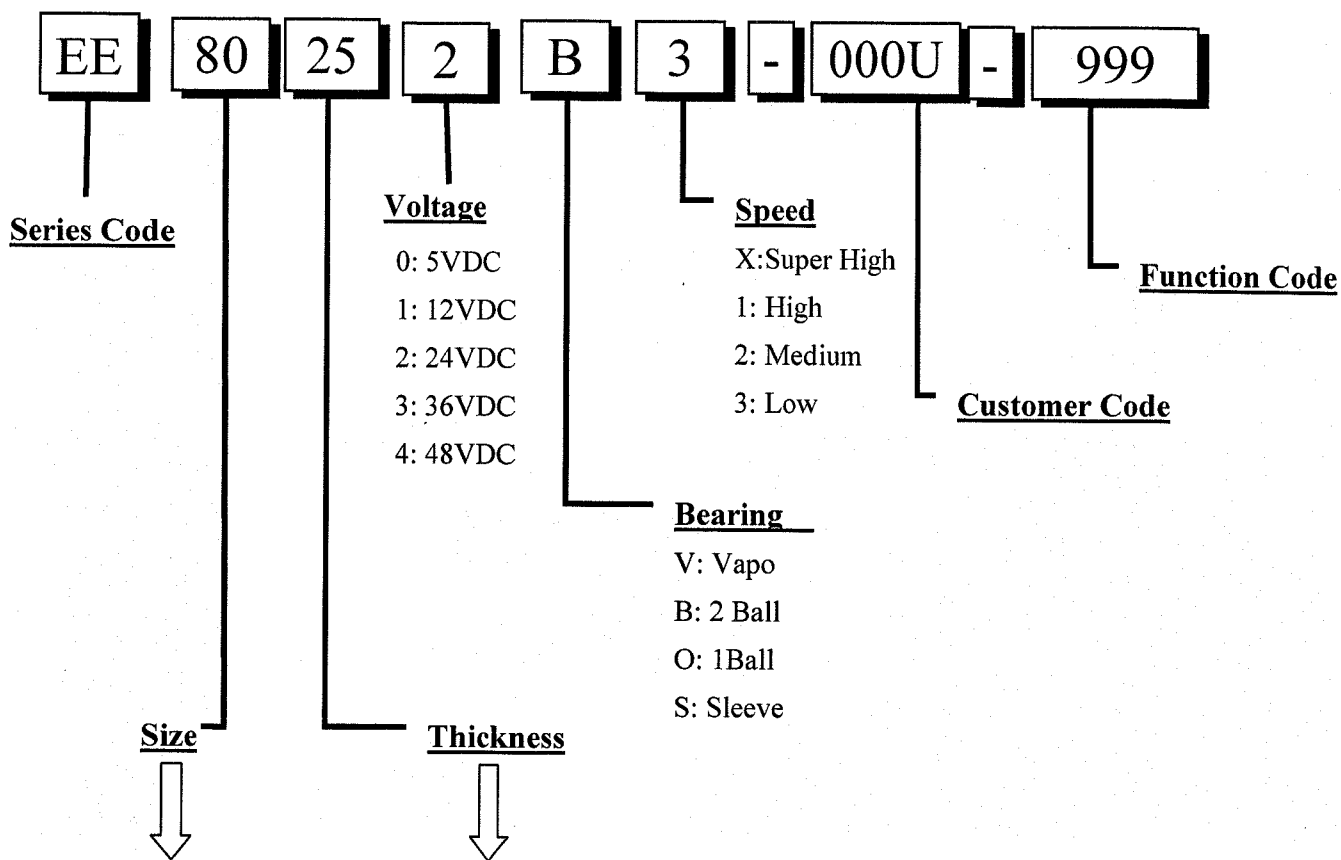 EE 80 25 2 B 3 - 000U - 999
Series Code
Voltage
0: 5VDC
1: 12VDC
2: 24VDC
3: 36VDC
4: 48VDC
Speed
X:Super High
1: High
2: Medium
3: Low
Function Code
Customer Code
Bearing
V: Vapo
B: 2 Ball
O: 1Ball
S: Sleeve
Size
Thickness